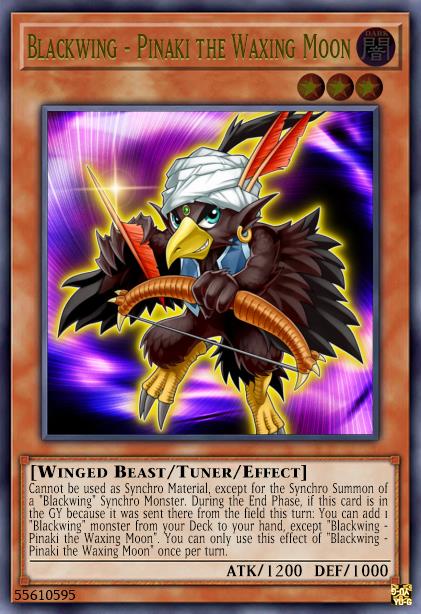 Blackwing - Pinaki the Waxing Moon
DARK
闇
[Winged Beast/Tuner/Effect]
Cannot be used as Synchro Material, except for the Synchro Summon of
a "Blackwing" Synchro Monster. During the End Phase, if this card is in
the GY because it was sent there from the field this turn: You can add 1
"Blackwing" monster from your Deck to your hand, except "Blackwing -
Pinaki the Waxing Moon". You can only use this effect of "Blackwing -
Pinaki the Waxing Moon" once per turn.
ATK/1200 DEF/1000
55610595